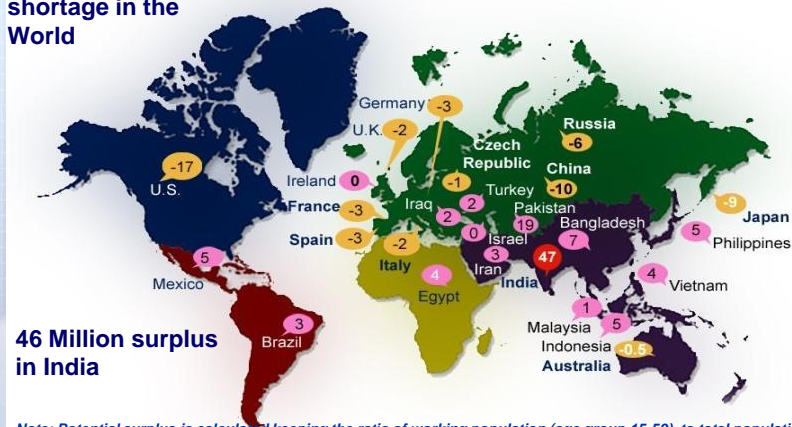 shortage in the
World
Germany -3
U.K. -2
Russia
-6
Czech
Republic
-1
China
-10
-17
U.S.
Ireland 0
Turkey
2
France -3
Iraq
2
Pakistan
19
Bangladesh
7
-9
Japan
Spain -3
-2
Italy
0
Israel
3
Iran
47
India
5
Philippines
5
Mexico
4
Egypt
4
Vietnam
1
Malaysia
5
Indonesia
3
Brazil
-0.5
Australia
46 Million surplus
in India
Note: Potential surplus is calculated keeping the ratio of working population (age group 15-59) to total